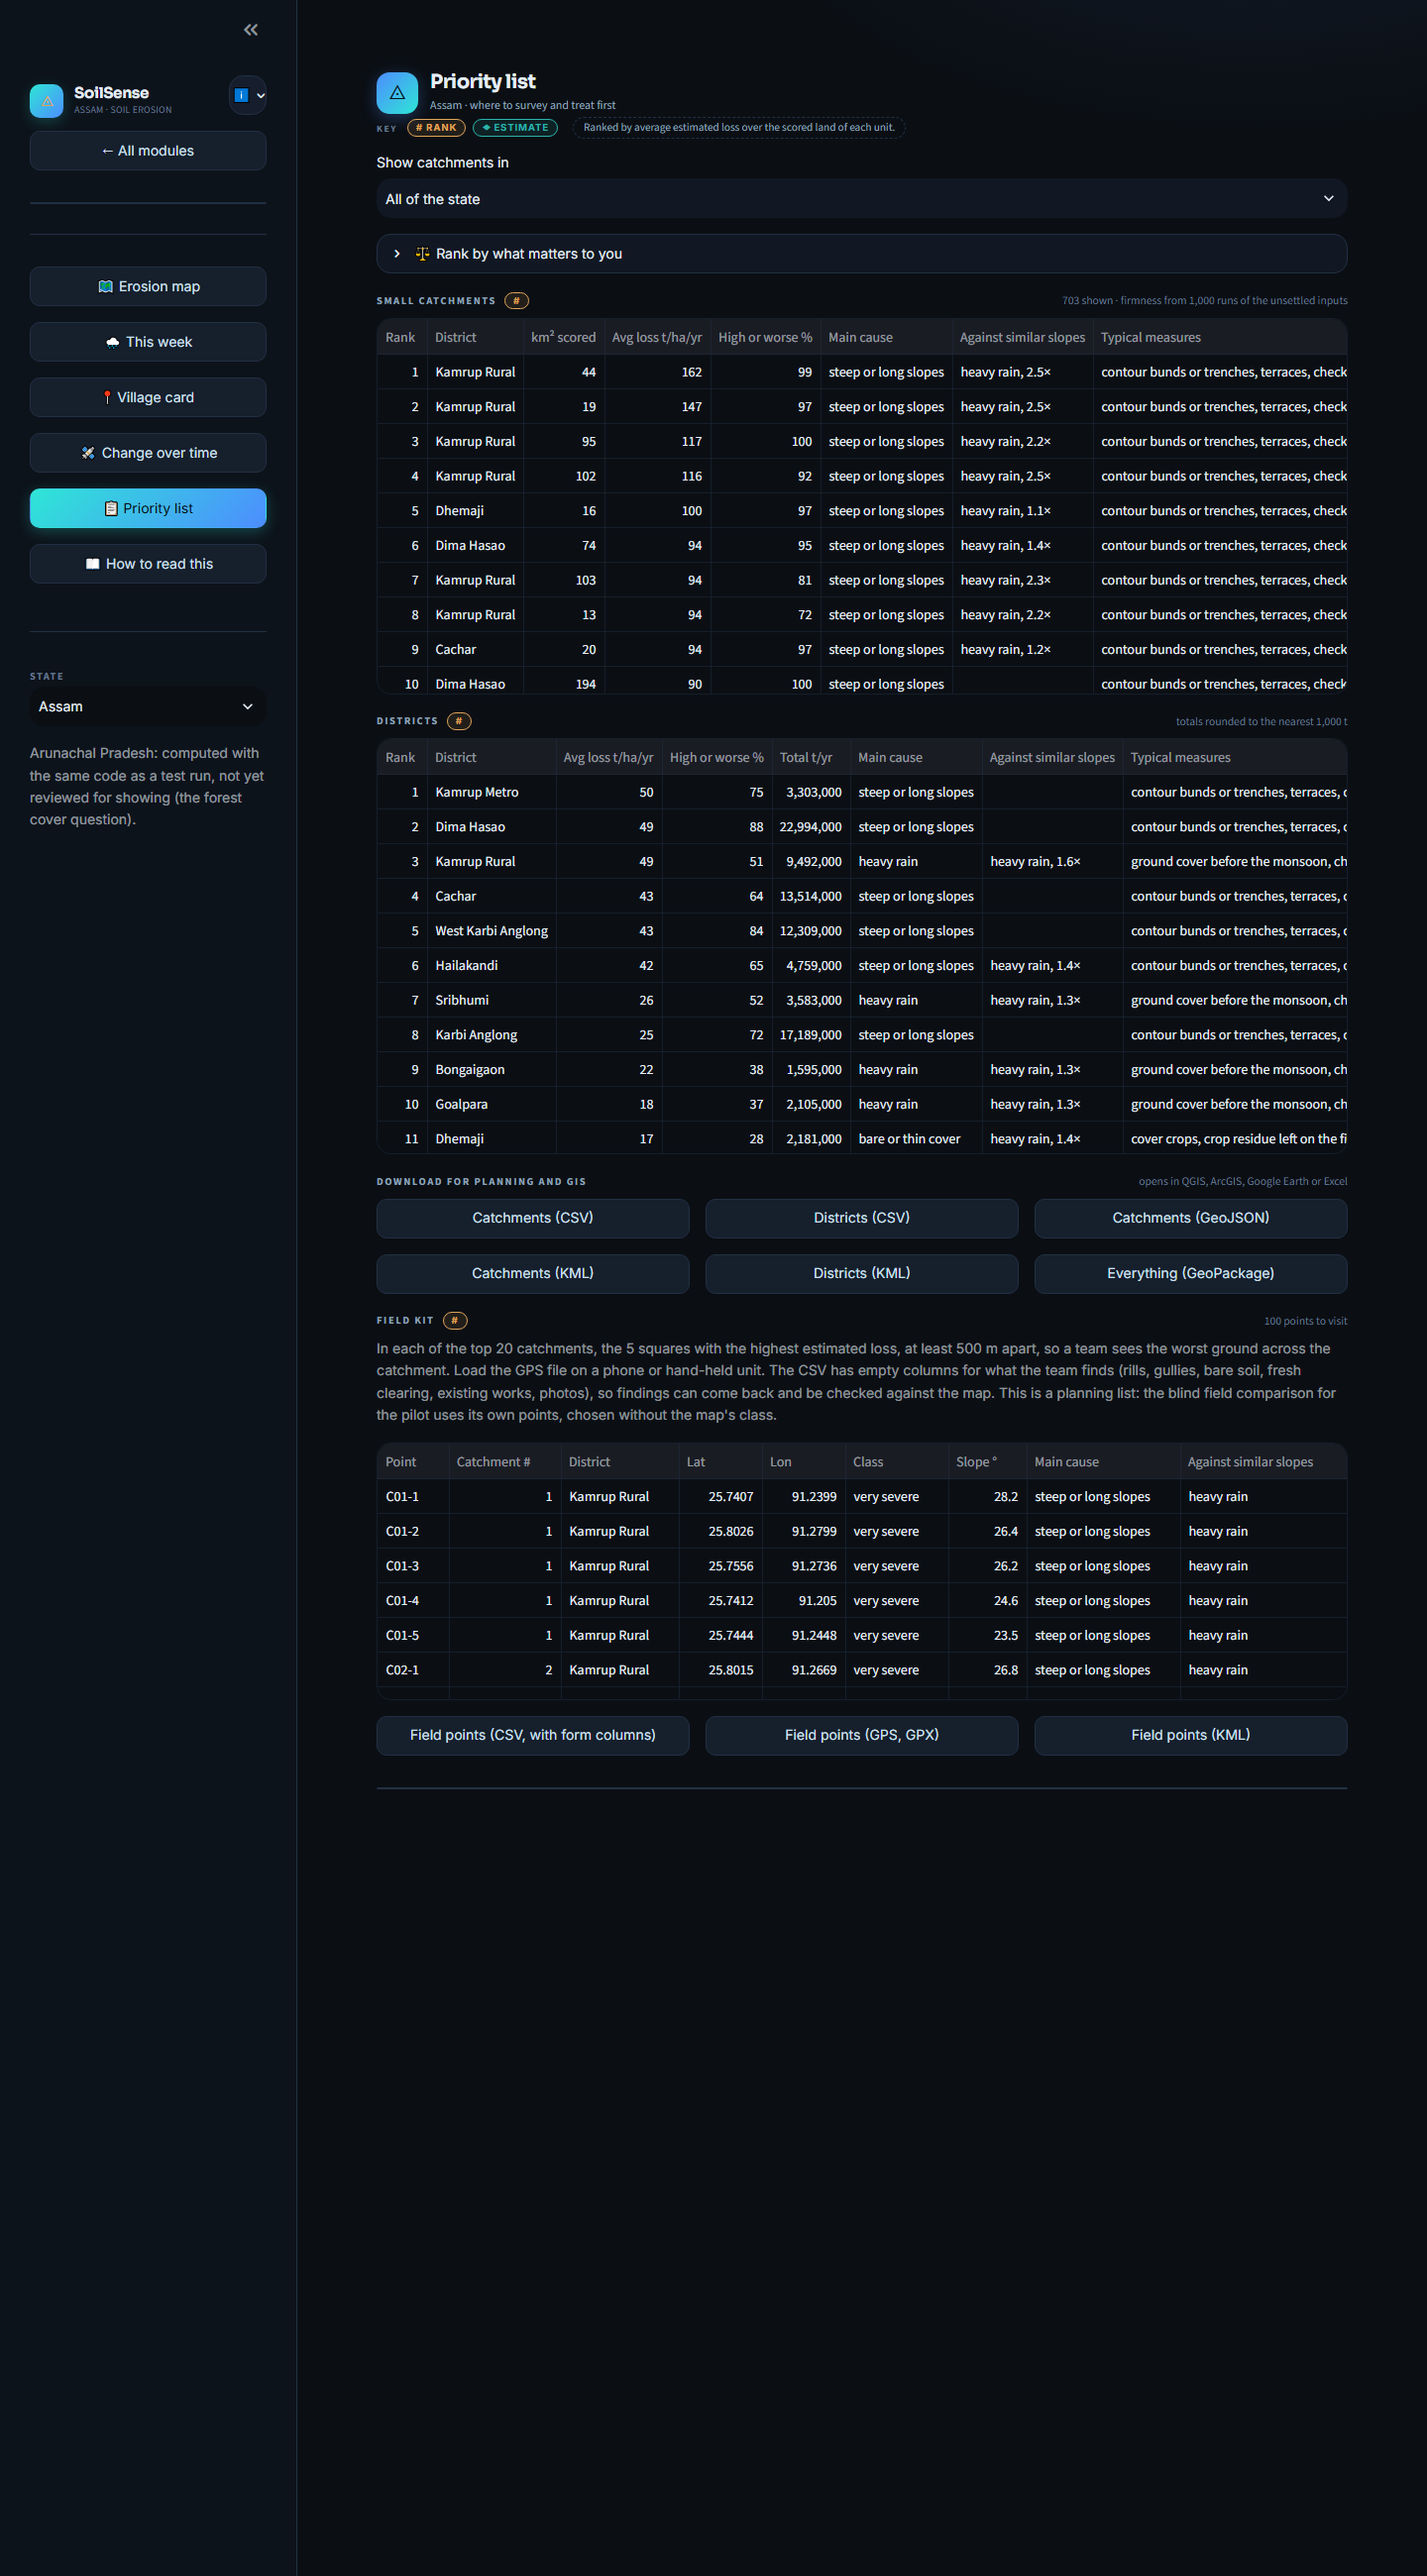 SoilSense
ASSAM · SOIL EROSION
← All modules
Erosion map
This week
Village card
Change over time
Priority list
How to read this
STATE
Assam
Arunachal Pradesh: computed with
the same code as a test run, not yet
reviewed for showing (the forest
cover question).
Priority list
Assam · where to survey and treat first
KEY # RANK ESTIMATE Ranked by average estimated loss over the scored land of each unit.
Show catchments in
All of the state
Rank by what matters to you
SMALL CATCHMENTS # 703 shown · firmness from 1,000 runs of the unsettled inputs
Rank District km² scored Avg loss t/ha/yr High or worse % Main cause Against similar slopes Typical measures
1 Kamrup Rural 44 162 99 steep or long slopes heavy rain, 2.5× contour bunds or trenches, terraces, check
2 Kamrup Rural 19 147 97 steep or long slopes heavy rain, 2.5× contour bunds or trenches, terraces, check
3 Kamrup Rural 95 117 100 steep or long slopes heavy rain, 2.2× contour bunds or trenches, terraces, check
4 Kamrup Rural 102 116 92 steep or long slopes heavy rain, 2.5× contour bunds or trenches, terraces, check
5 Dhemaji 16 100 97 steep or long slopes heavy rain, 1.1× contour bunds or trenches, terraces, check
6 Dima Hasao 74 94 95 steep or long slopes heavy rain, 1.4× contour bunds or trenches, terraces, check
7 Kamrup Rural 103 94 81 steep or long slopes heavy rain, 2.3× contour bunds or trenches, terraces, check
8 Kamrup Rural 13 94 72 steep or long slopes heavy rain, 2.2× contour bunds or trenches, terraces, check
9 Cachar 20 94 97 steep or long slopes heavy rain, 1.2× contour bunds or trenches, terraces, check
10 Dima Hasao 194 90 100 steep or long slopes contour bunds or trenches, terraces, check
DISTRICTS # totals rounded to the nearest 1,000 t
Rank District Avg loss t/ha/yr High or worse % Total t/yr Main cause Against similar slopes Typical measures
1 Kamrup Metro 50 75 3,303,000 steep or long slopes contour bunds or trenches, terraces, c
2 Dima Hasao 49 88 22,994,000 steep or long slopes contour bunds or trenches, terraces, c
3 Kamrup Rural 49 51 9,492,000 heavy rain heavy rain, 1.6× ground cover before the monsoon, ch
4 Cachar 43 64 13,514,000 steep or long slopes contour bunds or trenches, terraces, c
5 West Karbi Anglong 43 84 12,309,000 steep or long slopes contour bunds or trenches, terraces, c
6 Hailakandi 42 65 4,759,000 steep or long slopes heavy rain, 1.4× contour bunds or trenches, terraces, c
7 Sribhumi 26 52 3,583,000 heavy rain heavy rain, 1.3× ground cover before the monsoon, ch
8 Karbi Anglong 25 72 17,189,000 steep or long slopes contour bunds or trenches, terraces, c
9 Bongaigaon 22 38 1,595,000 heavy rain heavy rain, 1.3× ground cover before the monsoon, ch
10 Goalpara 18 37 2,105,000 heavy rain heavy rain, 1.3× ground cover before the monsoon, ch
11 Dhemaji 17 28 2,181,000 bare or thin cover heavy rain, 1.4× cover crops, crop residue left on the fi
DOWNLOAD FOR PLANNING AND GIS opens in QGIS, ArcGIS, Google Earth or Excel
Catchments (CSV) Districts (CSV) Catchments (GeoJSON)
Catchments (KML) Districts (KML) Everything (GeoPackage)
FIELD KIT # 100 points to visit
In each of the top 20 catchments, the 5 squares with the highest estimated loss, at least 500 m apart, so a team sees the worst ground across the
catchment. Load the GPS file on a phone or hand-held unit. The CSV has empty columns for what the team finds (rills, gullies, bare soil, fresh
clearing, existing works, photos), so findings can come back and be checked against the map. This is a planning list: the blind field comparison for
the pilot uses its own points, chosen without the map's class.
Point Catchment # District Lat Lon Class Slope ° Main cause Against similar slopes
C01-1 1 Kamrup Rural 25.7407 91.2399 very severe 28.2 steep or long slopes heavy rain
C01-2 1 Kamrup Rural 25.8026 91.2799 very severe 26.4 steep or long slopes heavy rain
C01-3 1 Kamrup Rural 25.7556 91.2736 very severe 26.2 steep or long slopes heavy rain
C01-4 1 Kamrup Rural 25.7412 91.205 very severe 24.6 steep or long slopes heavy rain
C01-5 1 Kamrup Rural 25.7444 91.2448 very severe 23.5 steep or long slopes heavy rain
C02-1 2 Kamrup Rural 25.8015 91.2669 very severe 26.8 steep or long slopes heavy rain
Field points (CSV, with form columns) Field points (GPS, GPX) Field points (KML)